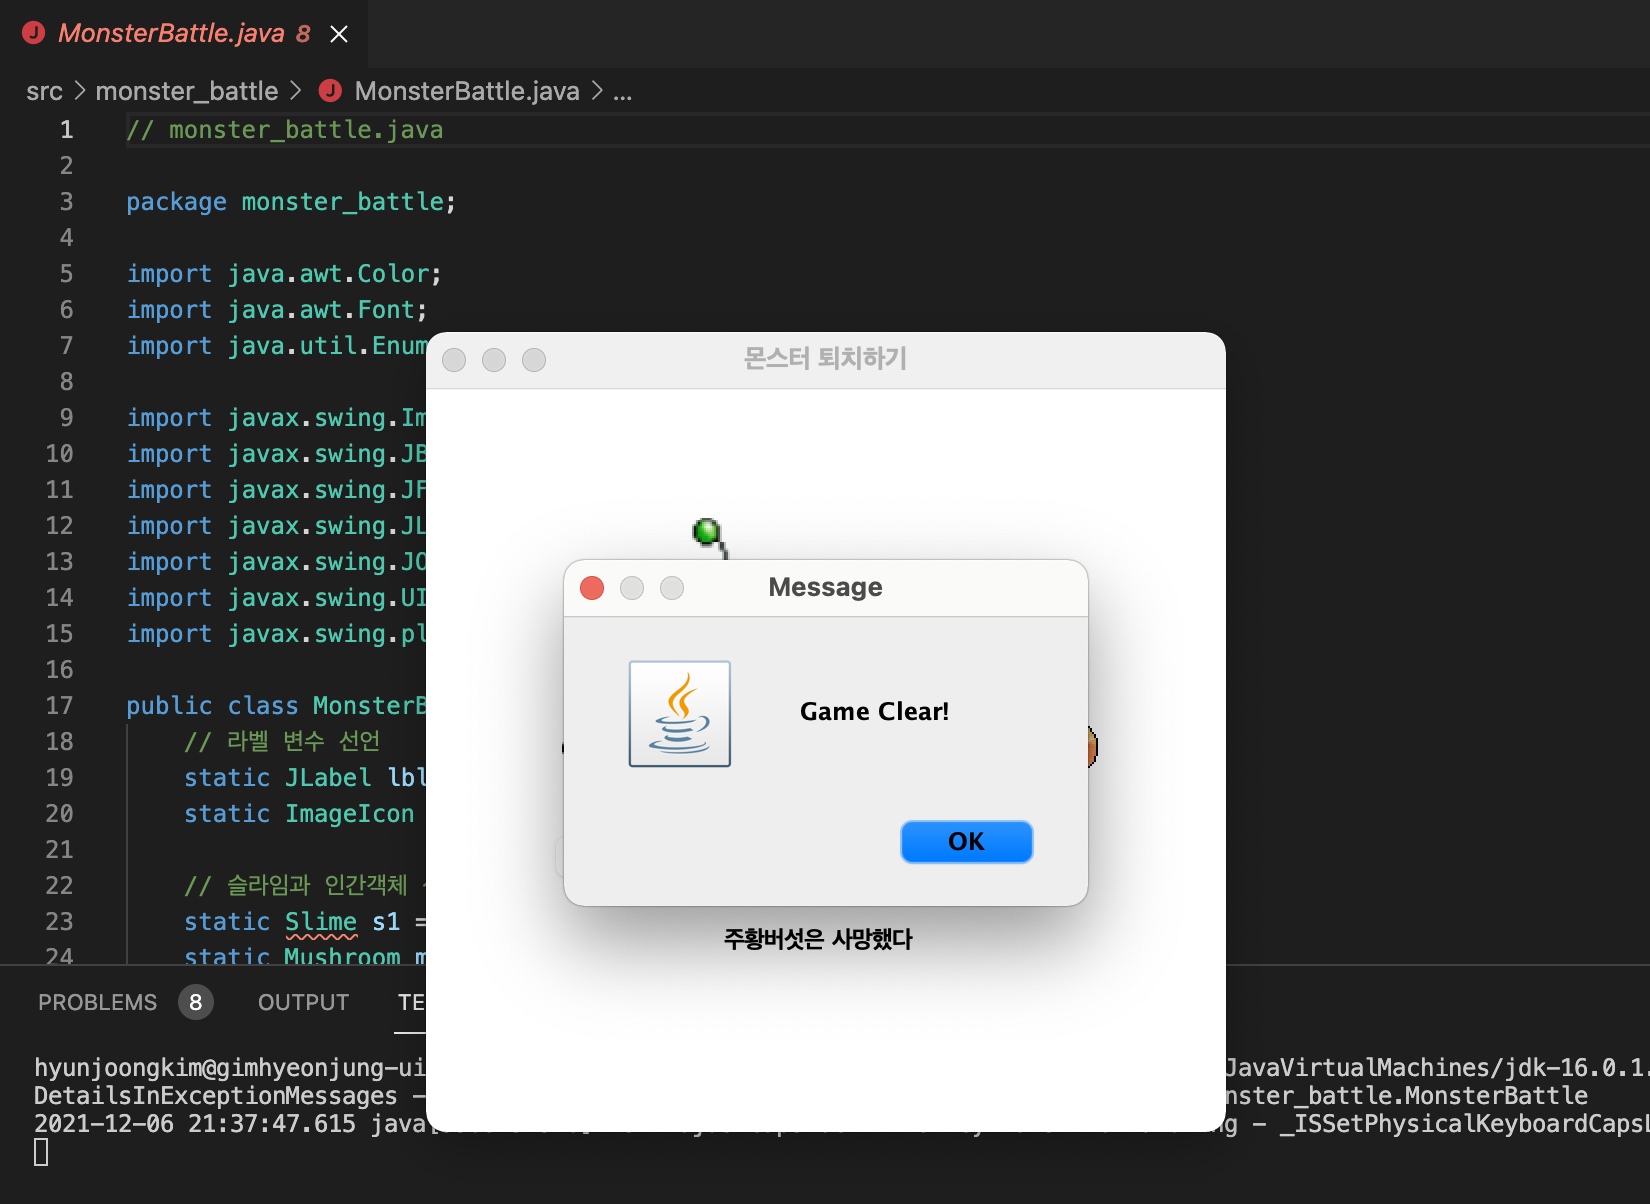 MonsterBattle.java 8
src > monster_battle > MonsterBattle.java > ...
1 // monster_battle.java
2
3 package monster_battle;
4
5 import java.awt.Color;
6 import java.awt.Font;
7 import java.util.Enum
8
9 import javax.swing.Im
10 import javax.swing.JB
11 import javax.swing.JF
12 import javax.swing.JL
13 import javax.swing.JO
14 import javax.swing.UI
15 import javax.swing.pl
16
17 public class MonsterB
18 // 라벨 변수 선언
19 static JLabel lbl
20 static ImageIcon
21
22 // 슬라임과 인간객체
23 static Slime s1 =
24 static Mushroom m
몬스터 퇴치하기
Message
Game Clear!
OK
주황버섯은 사망했다
PROBLEMS 8 OUTPUT TE
hyunjoongkim@gimhyeonjung-ui JavaVirtualMachines/jdk-16.0.1.
DetailsInExceptionMessages - nster_battle.MonsterBattle
2021-12-06 21:37:47.615 java - _ISSetPhysicalKeyboardCapsL